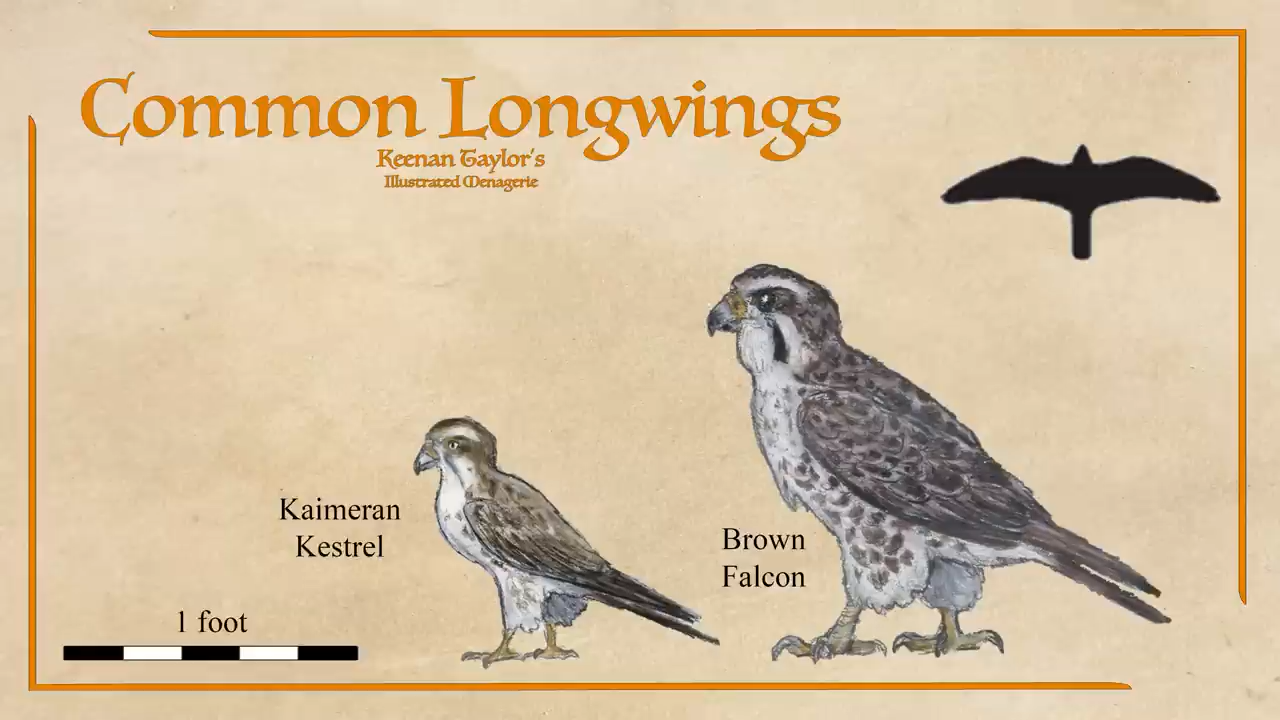 Common Longwings
Keenan Taylor's
Illustrated Menagerie
Kaimeran
Kestrel
Brown
Falcon
1 foot